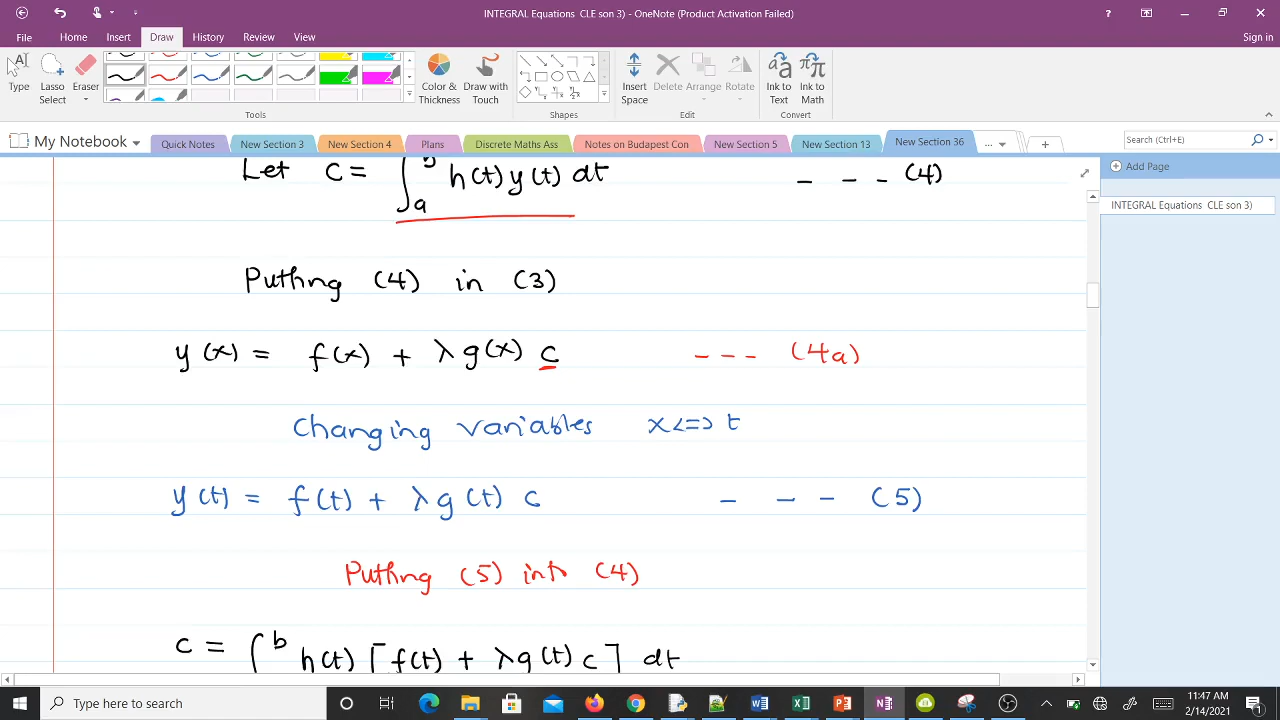 INTEGRAL Equations CLE son 3) - OneNote (Product Activation Failed)
File Home Insert Draw View History Review View
Sign in
Type Lasso Select Eraser Color & Thickness Draw with Touch Insert Space Delete Arrange Rotate Ink to Text Ink to Math
Tools Shapes Edit Convert
My Notebook Quick Notes New Section 3 New Section 4 Plans Discrete Maths Ass Notes on Budapest Con New Section 5 New Section 13 New Section 36 ... Search (Ctrl+E)
Add Page
INTEGRAL Equations CLE son 3)
Let c = ∫_a^b h(t)y(t) dt - - - (4)
Putting (4) in (3)
y(x) = f(x) + λg(x) c --- (4a)
Changing variables x<=> t
y(t) = f(t) + λg(t) c - - - (5)
Putting (5) into (4)
c = ∫^b h(t) [f(t) + λg(t) c] dt
Type here to search
11:47 AM
2/14/2021